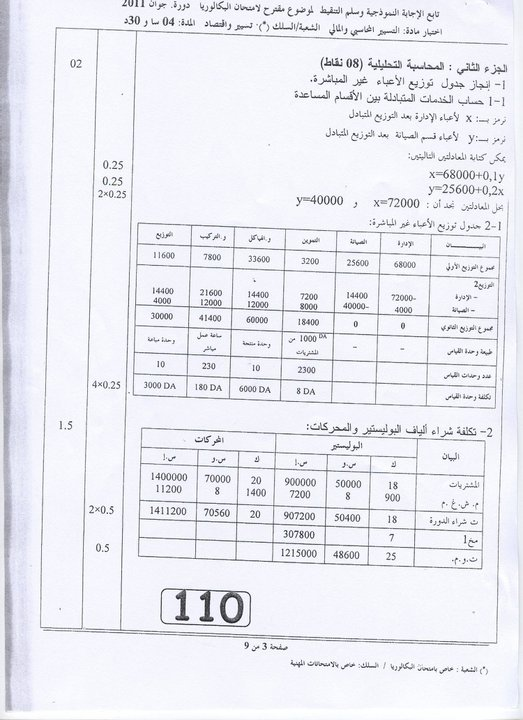 تابع الإجابة النموذجية وسلم التنقيط لموضوع مقترح لامتحان البكالوريا دورة: جوان 2011
اختبار مادة: التسيير المحاسبي والمالي الشعبة/السلك (*): تسيير واقتصاد المدة: 04 سا و 30د
الجزء الثاني : المحاسبة التحليلية (08 نقاط) 02
1- إنجاز جدول توزيع الأعباء غير المباشرة.
1-1 حساب الخدمات المتبادلة بين الأقسام المساعدة
نرمز بـ: x لأعباء الإدارة بعد التوزيع المتبادل
نرمز بـ: y لأعباء قسم الصيانة بعد التوزيع المتبادل
يمكن كتابة المعادلتين التاليتين:
x=68000+0,1y 0.25
y=25600+0,2x 0.25
بحل المعادلتين نجد أن : x=72000 و y=40000 2×0.25
1-2 جدول توزيع الأعباء غير المباشرة:
البيـــــان الإدارة الصيانة التموين و.الهياكل و.التركيب التوزيع
مجموع التوزيع الأولي 68000 25600 3200 33600 7800 11600
التوزيع2
- الإدارة 72000- 14400 7200 14400 21600 14400
- الصيانة 4000 40000- 8000 12000 12000 4000
مجموع التوزيع الثانوي 0 0 18400 60000 41400 30000
طبيعة وحدة القياس – – 1000 DA من المشتريات وحدة منتجة ساعة عمل مباشر وحدة مباعة
عدد وحدات القياس 2300 10 230 10
تكلفة وحدة القياس 8 DA 6000 DA 180 DA 3000 DA 4×0.25
2- تكلفة شراء ألياف البوليستير والمحركات: 1.5
البيان البوليستير المحركات
ك س.و س.إ ك س.و س.إ
المشتريات 18 50000 900000 20 70000 1400000
م. ش. غ. م 900 8 7200 1400 8 11200
ت شراء الدورة 18 50400 907200 20 70560 1411200 2×0.5
مخ1 7 307800
ت.و.م. 25 48600 1215000 0.5
110
صفحة 3 من 9
(*) الشعبة : خاص بامتحان البكالوريا / السلك: خاص بالامتحانات المهنية